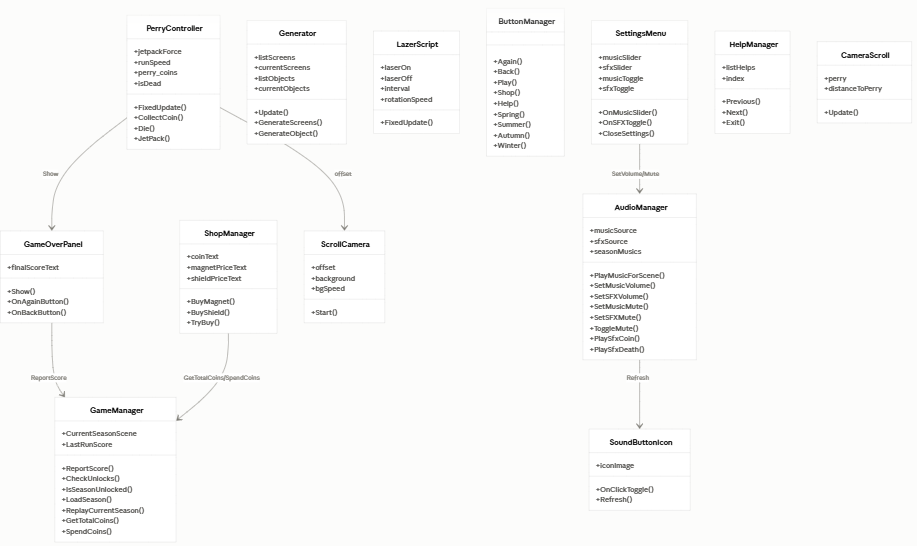 PerryController
+jetpackForce
+runSpeed
+perry_coins
+isDead
+FixedUpdate()
+CollectCoin()
+Die()
+JetPack()
Generator
+listScreens
+currentScreens
+listObjects
+currentObjects
+Update()
+GenerateScreens()
+GenerateObject()
LazerScript
+laserOn
+laserOff
+interval
+rotationSpeed
+FixedUpdate()
ButtonManager
+Again()
+Back()
+Play()
+Shop()
+Help()
+Spring()
+Summer()
+Autumn()
+Winter()
SettingsMenu
+musicSlider
+sfxSlider
+musicToggle
+sfxToggle
+OnMusicSlider()
+OnSFXToggle()
+CloseSettings()
HelpManager
+listHelps
+index
+Previous()
+Next()
+Exit()
CameraScroll
+perry
+distanceToPerry
+Update()
Show
offset
SetVolume/Mute
GameOverPanel
+finalScoreText
+Show()
+OnAgainButton()
+OnBackButton()
ShopManager
+coinText
+magnetPriceText
+shieldPriceText
+BuyMagnet()
+BuyShield()
+TryBuy()
ScrollCamera
+offset
+background
+bgSpeed
+Start()
AudioManager
+musicSource
+sfxSource
+seasonMusics
+PlayMusicForScene()
+SetMusicVolume()
+SetSFXVolume()
+SetMusicMute()
+SetSFXMute()
+ToggleMute()
+PlaySfxCoin()
+PlaySfxDeath()
ReportScore
GetTotalCoins/SpendCoins
Refresh
GameManager
+CurrentSeasonScene
+LastRunScore
+ReportScore()
+CheckUnlocks()
+IsSeasonUnlocked()
+LoadSeason()
+ReplayCurrentSeason()
+GetTotalCoins()
+SpendCoins()
SoundButtonIcon
+iconImage
+OnClickToggle()
+Refresh()